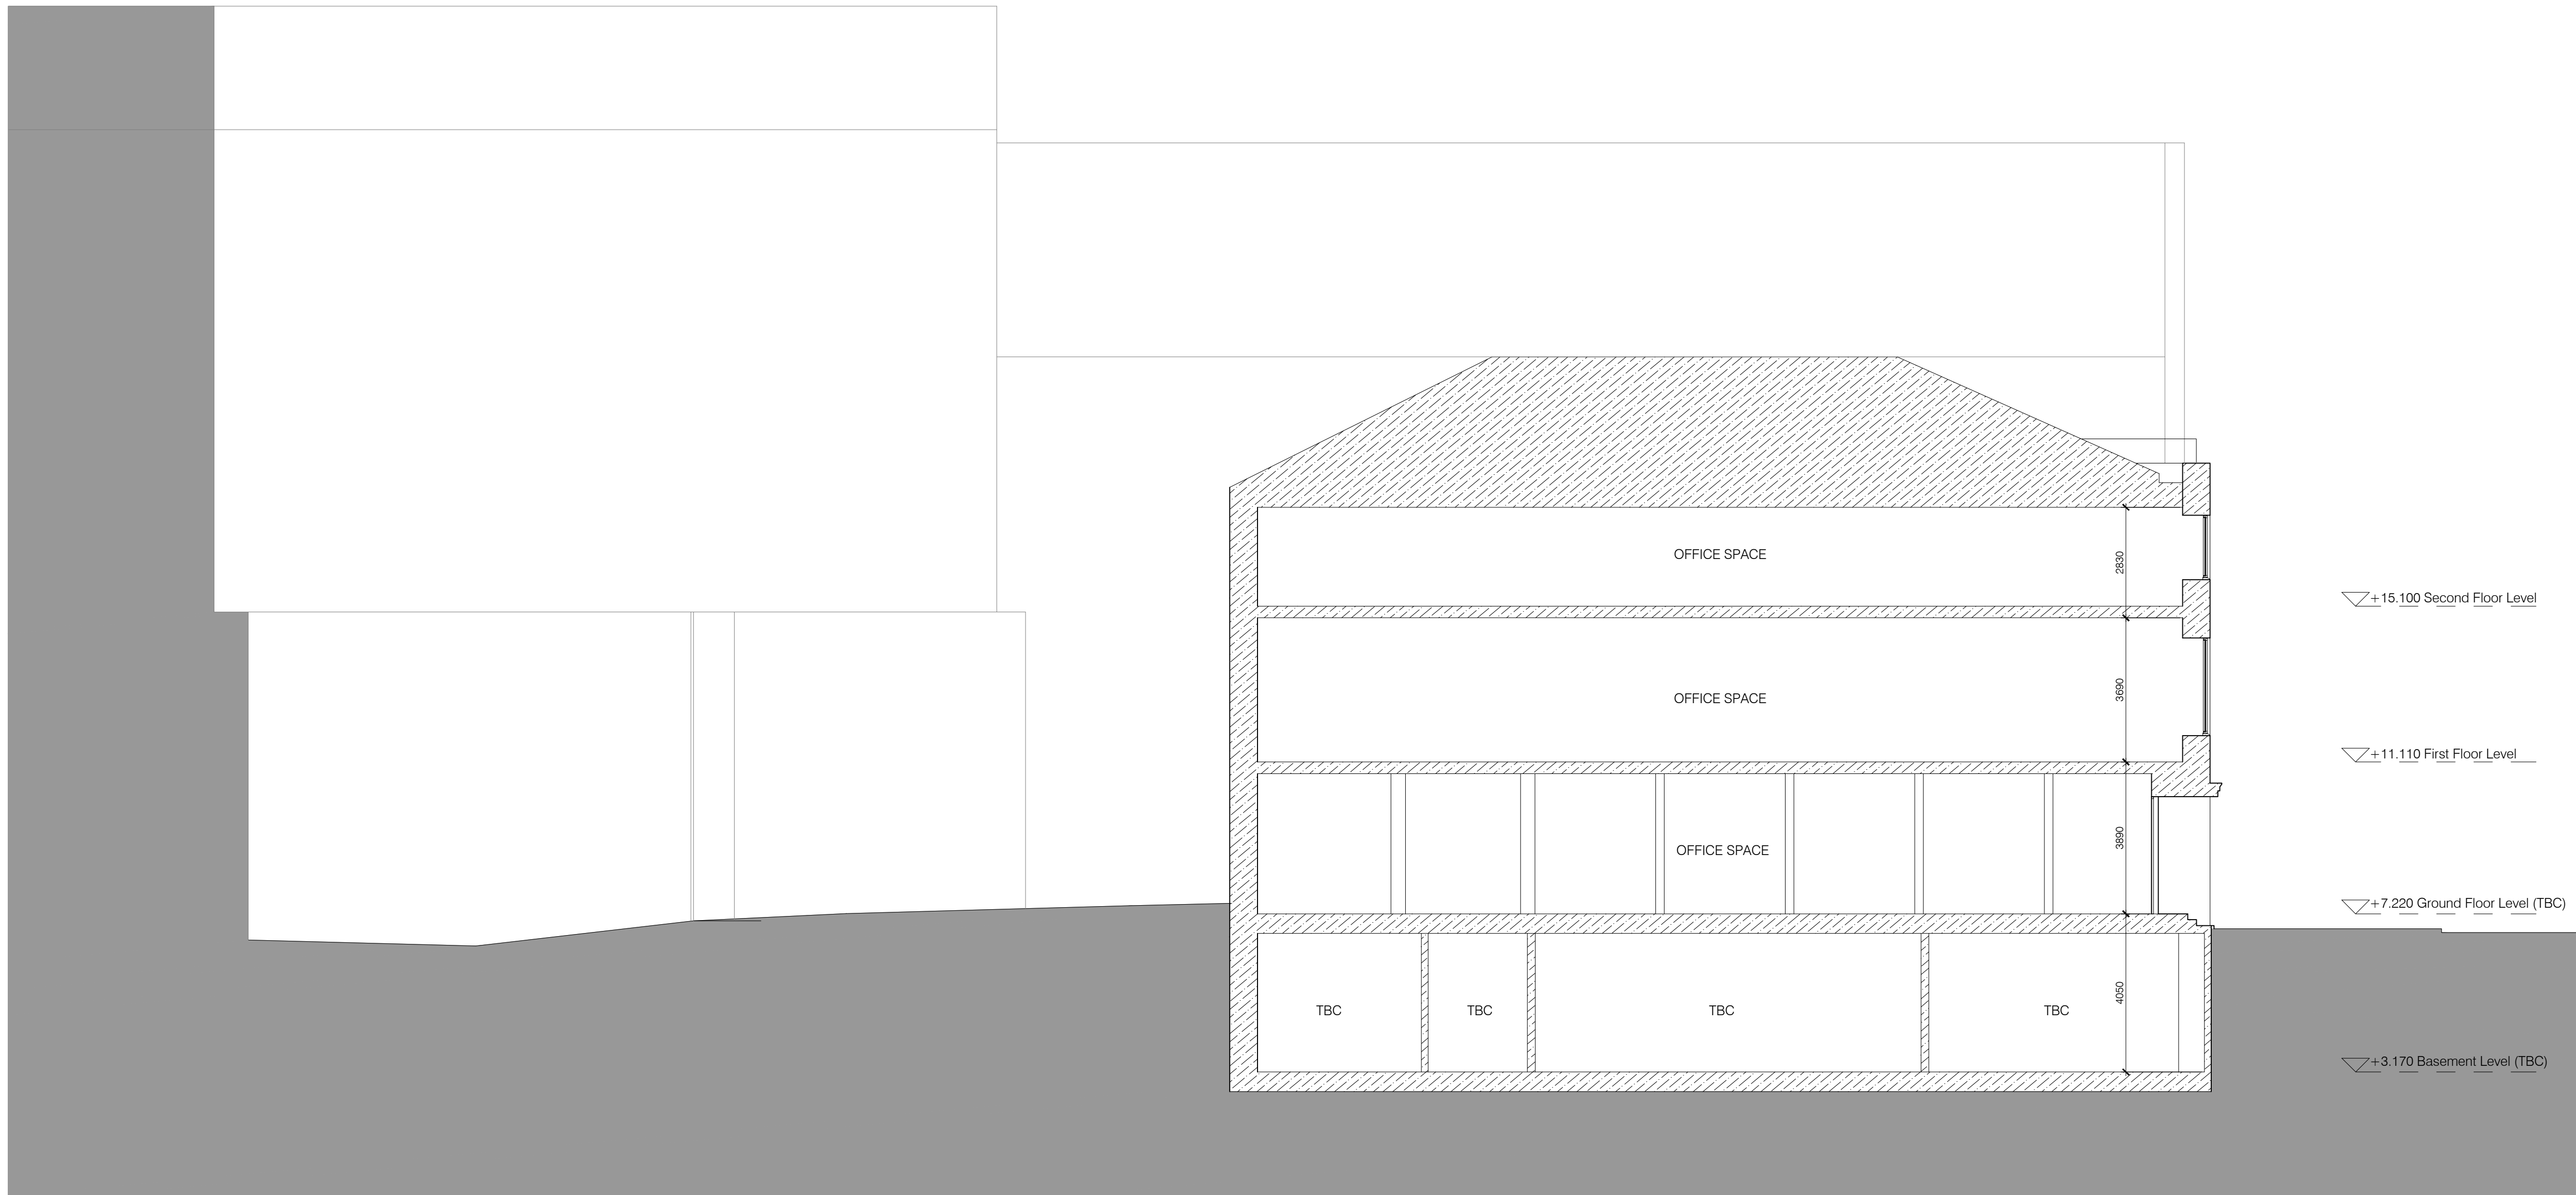 OFFICE SPACE
2830
+15.100 Second Floor Level
OFFICE SPACE
3690
+11.110 First Floor Level
OFFICE SPACE
3890
+7.220 Ground Floor Level (TBC)
TBC
TBC
TBC
TBC
4050
+3.170 Basement Level (TBC)